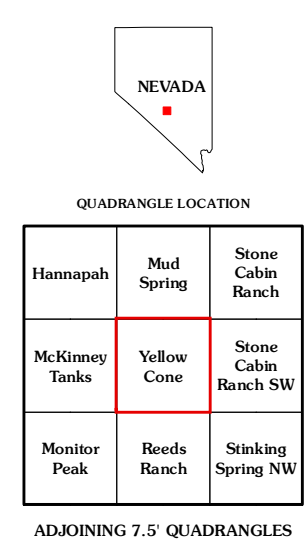 NEVADA
QUADRANGLE LOCATION
Hannapah
Mud
Spring
Stone
Cabin
Ranch
McKinney
Tanks
Yellow
Cone
Stone
Cabin
Ranch SW
Monitor
Peak
Reeds
Ranch
Stinking
Spring NW
ADJOINING 7.5' QUADRANGLES